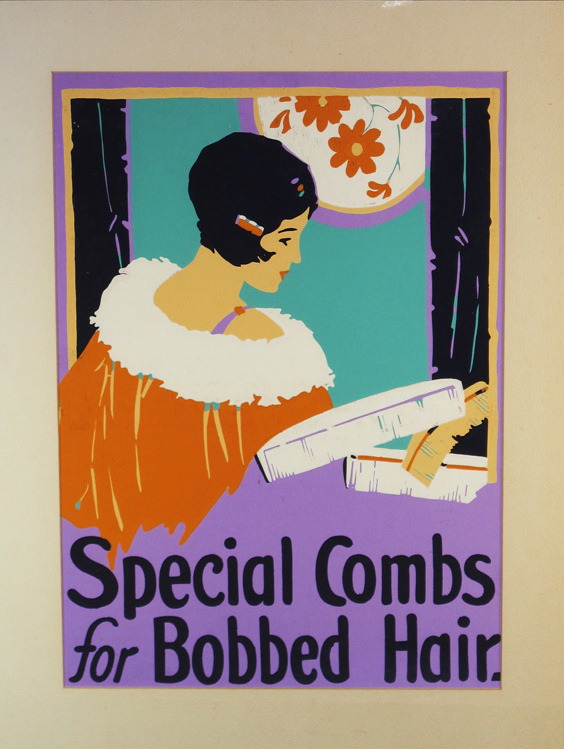 Special Combs
for Bobbed Hair.